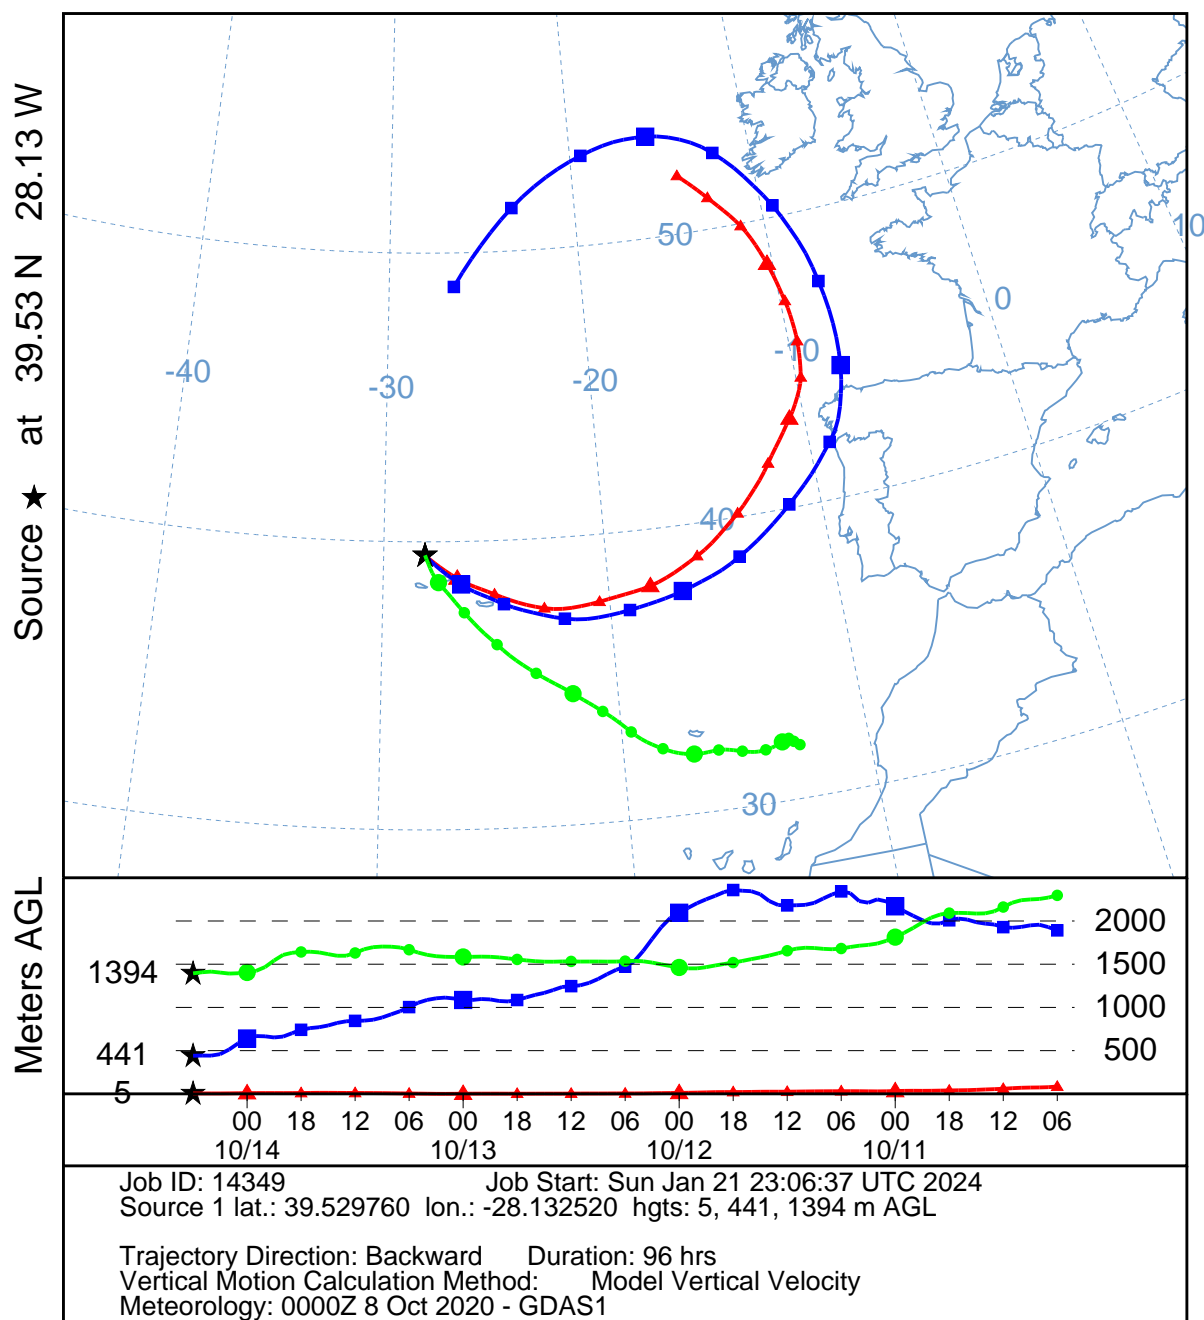 Source ★ at 39.53 N 28.13 W
50
10
0
-10
-40
-30
-20
40
30
Meters AGL
1394
441
5
2000
1500
1000
500
00 18 12 06 00 18 12 06 00 18 12 06 00 18 12 06
10/14 10/13 10/12 10/11
Job ID: 14349 Job Start: Sun Jan 21 23:06:37 UTC 2024
Source 1 lat.: 39.529760 lon.: -28.132520 hgts: 5, 441, 1394 m AGL
Trajectory Direction: Backward Duration: 96 hrs
Vertical Motion Calculation Method: Model Vertical Velocity
Meteorology: 0000Z 8 Oct 2020 - GDAS1